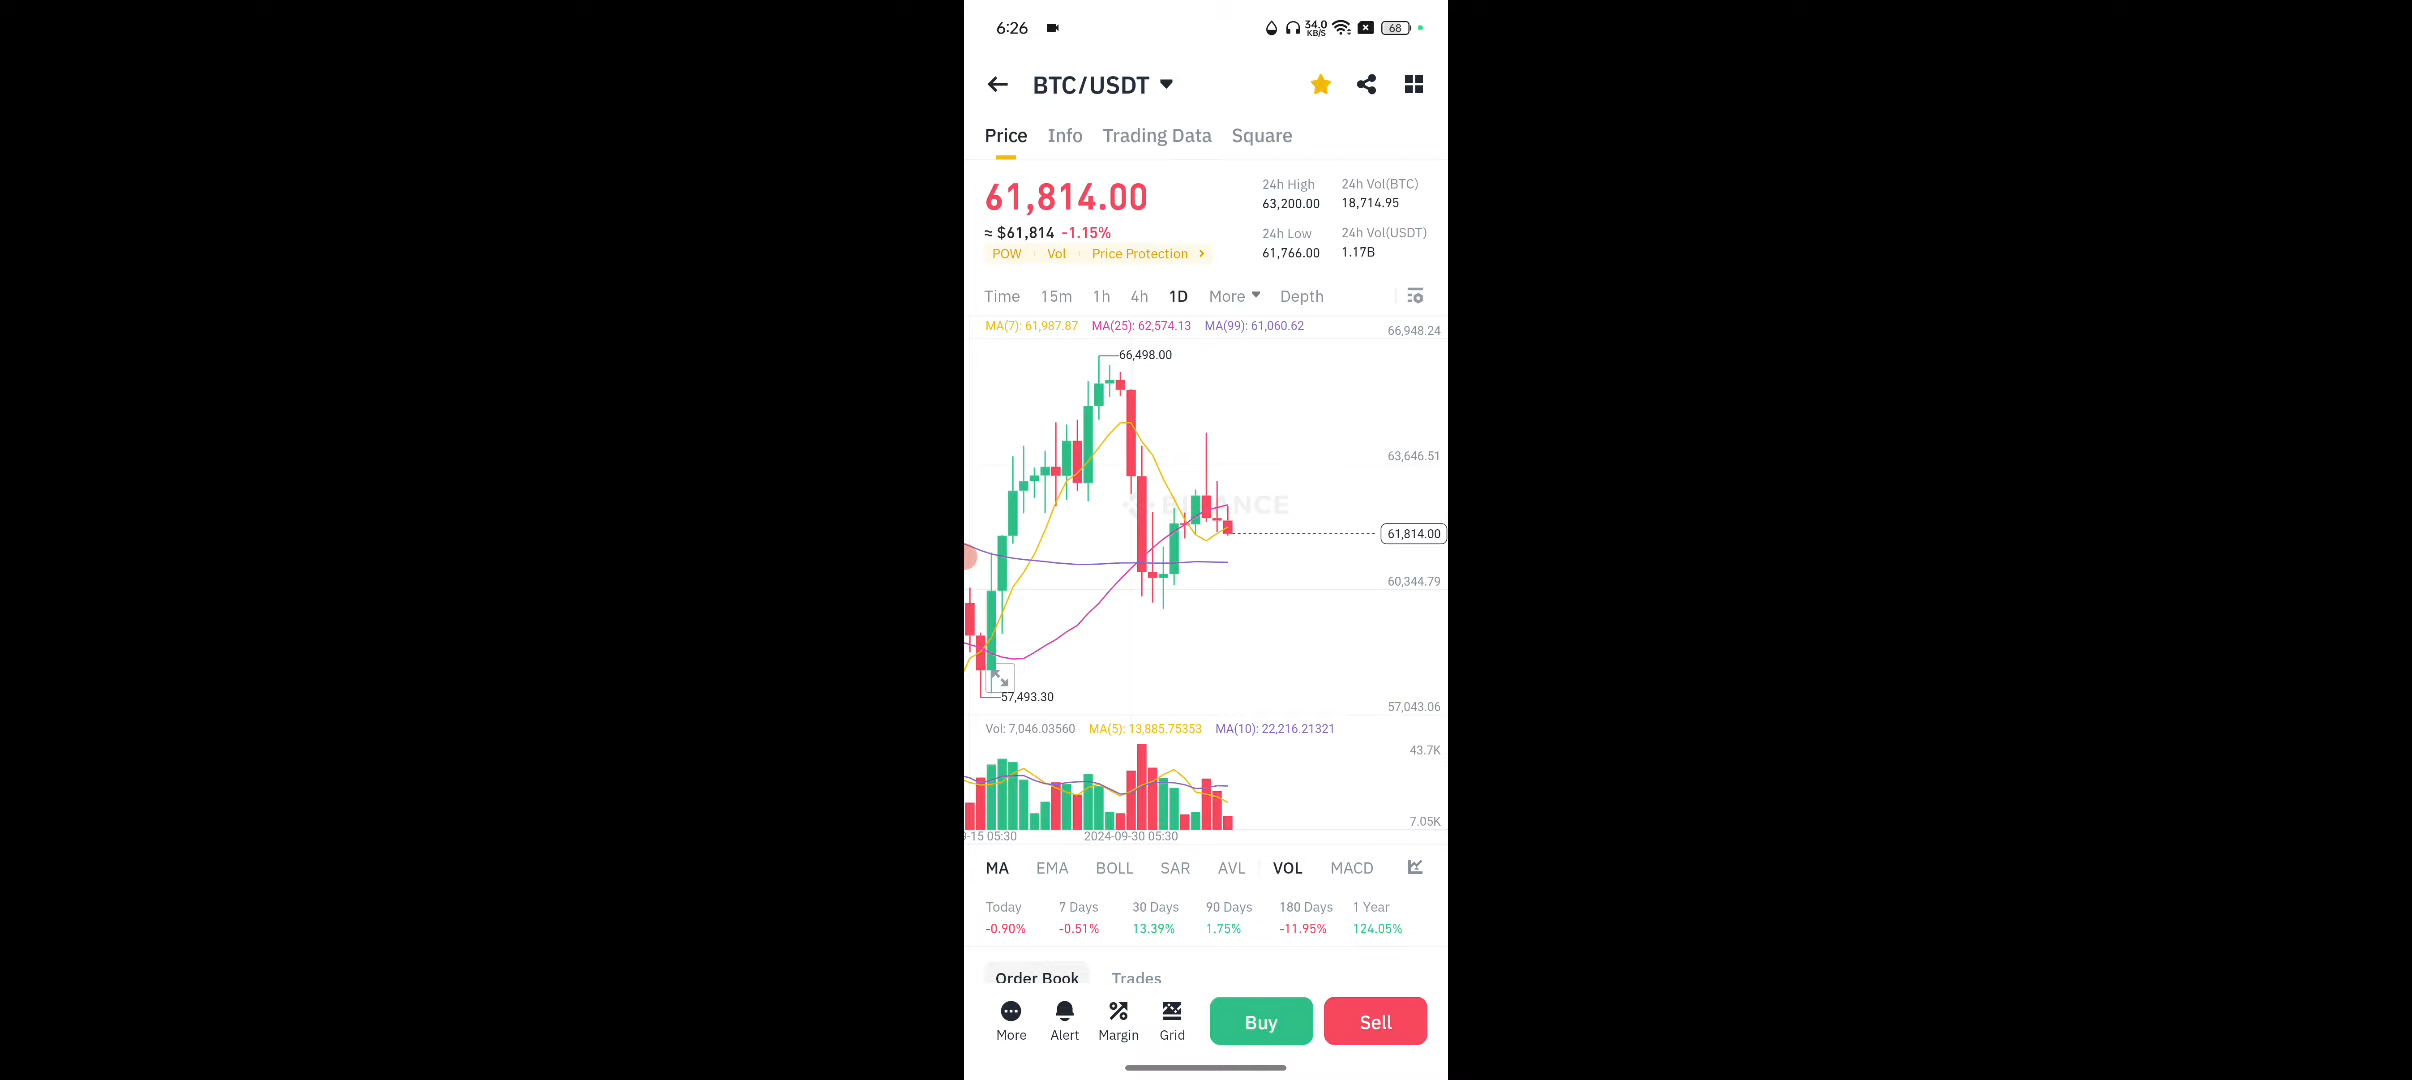 6:26 34.0 KB/S 68
BTC/USDT
Price Info Trading Data Square
61,814.00
≈ $61,814 -1.15%
POW Vol Price Protection
24h High 24h Vol(BTC)
63,200.00 18,714.95
24h Low 24h Vol(USDT)
61,766.00 1.17B
Time 15m 1h 4h 1D More Depth
MA(7): 61,987.87 MA(25): 62,574.13 MA(99): 61,060.62
66,948.24
66,498.00
63,646.51
BINANCE
61,814.00
60,344.79
57,493.30
57,043.06
Vol: 7,046.03560 MA(5): 13,885.75353 MA(10): 22,216.21321
43.7K
7.05K
-15 05:30 2024-09-30 05:30
MA EMA BOLL SAR AVL VOL MACD
Today 7 Days 30 Days 90 Days 180 Days 1 Year
-0.90% -0.51% 13.39% 1.75% -11.95% 124.05%
Order Book Trades
More Alert Margin Grid Buy Sell